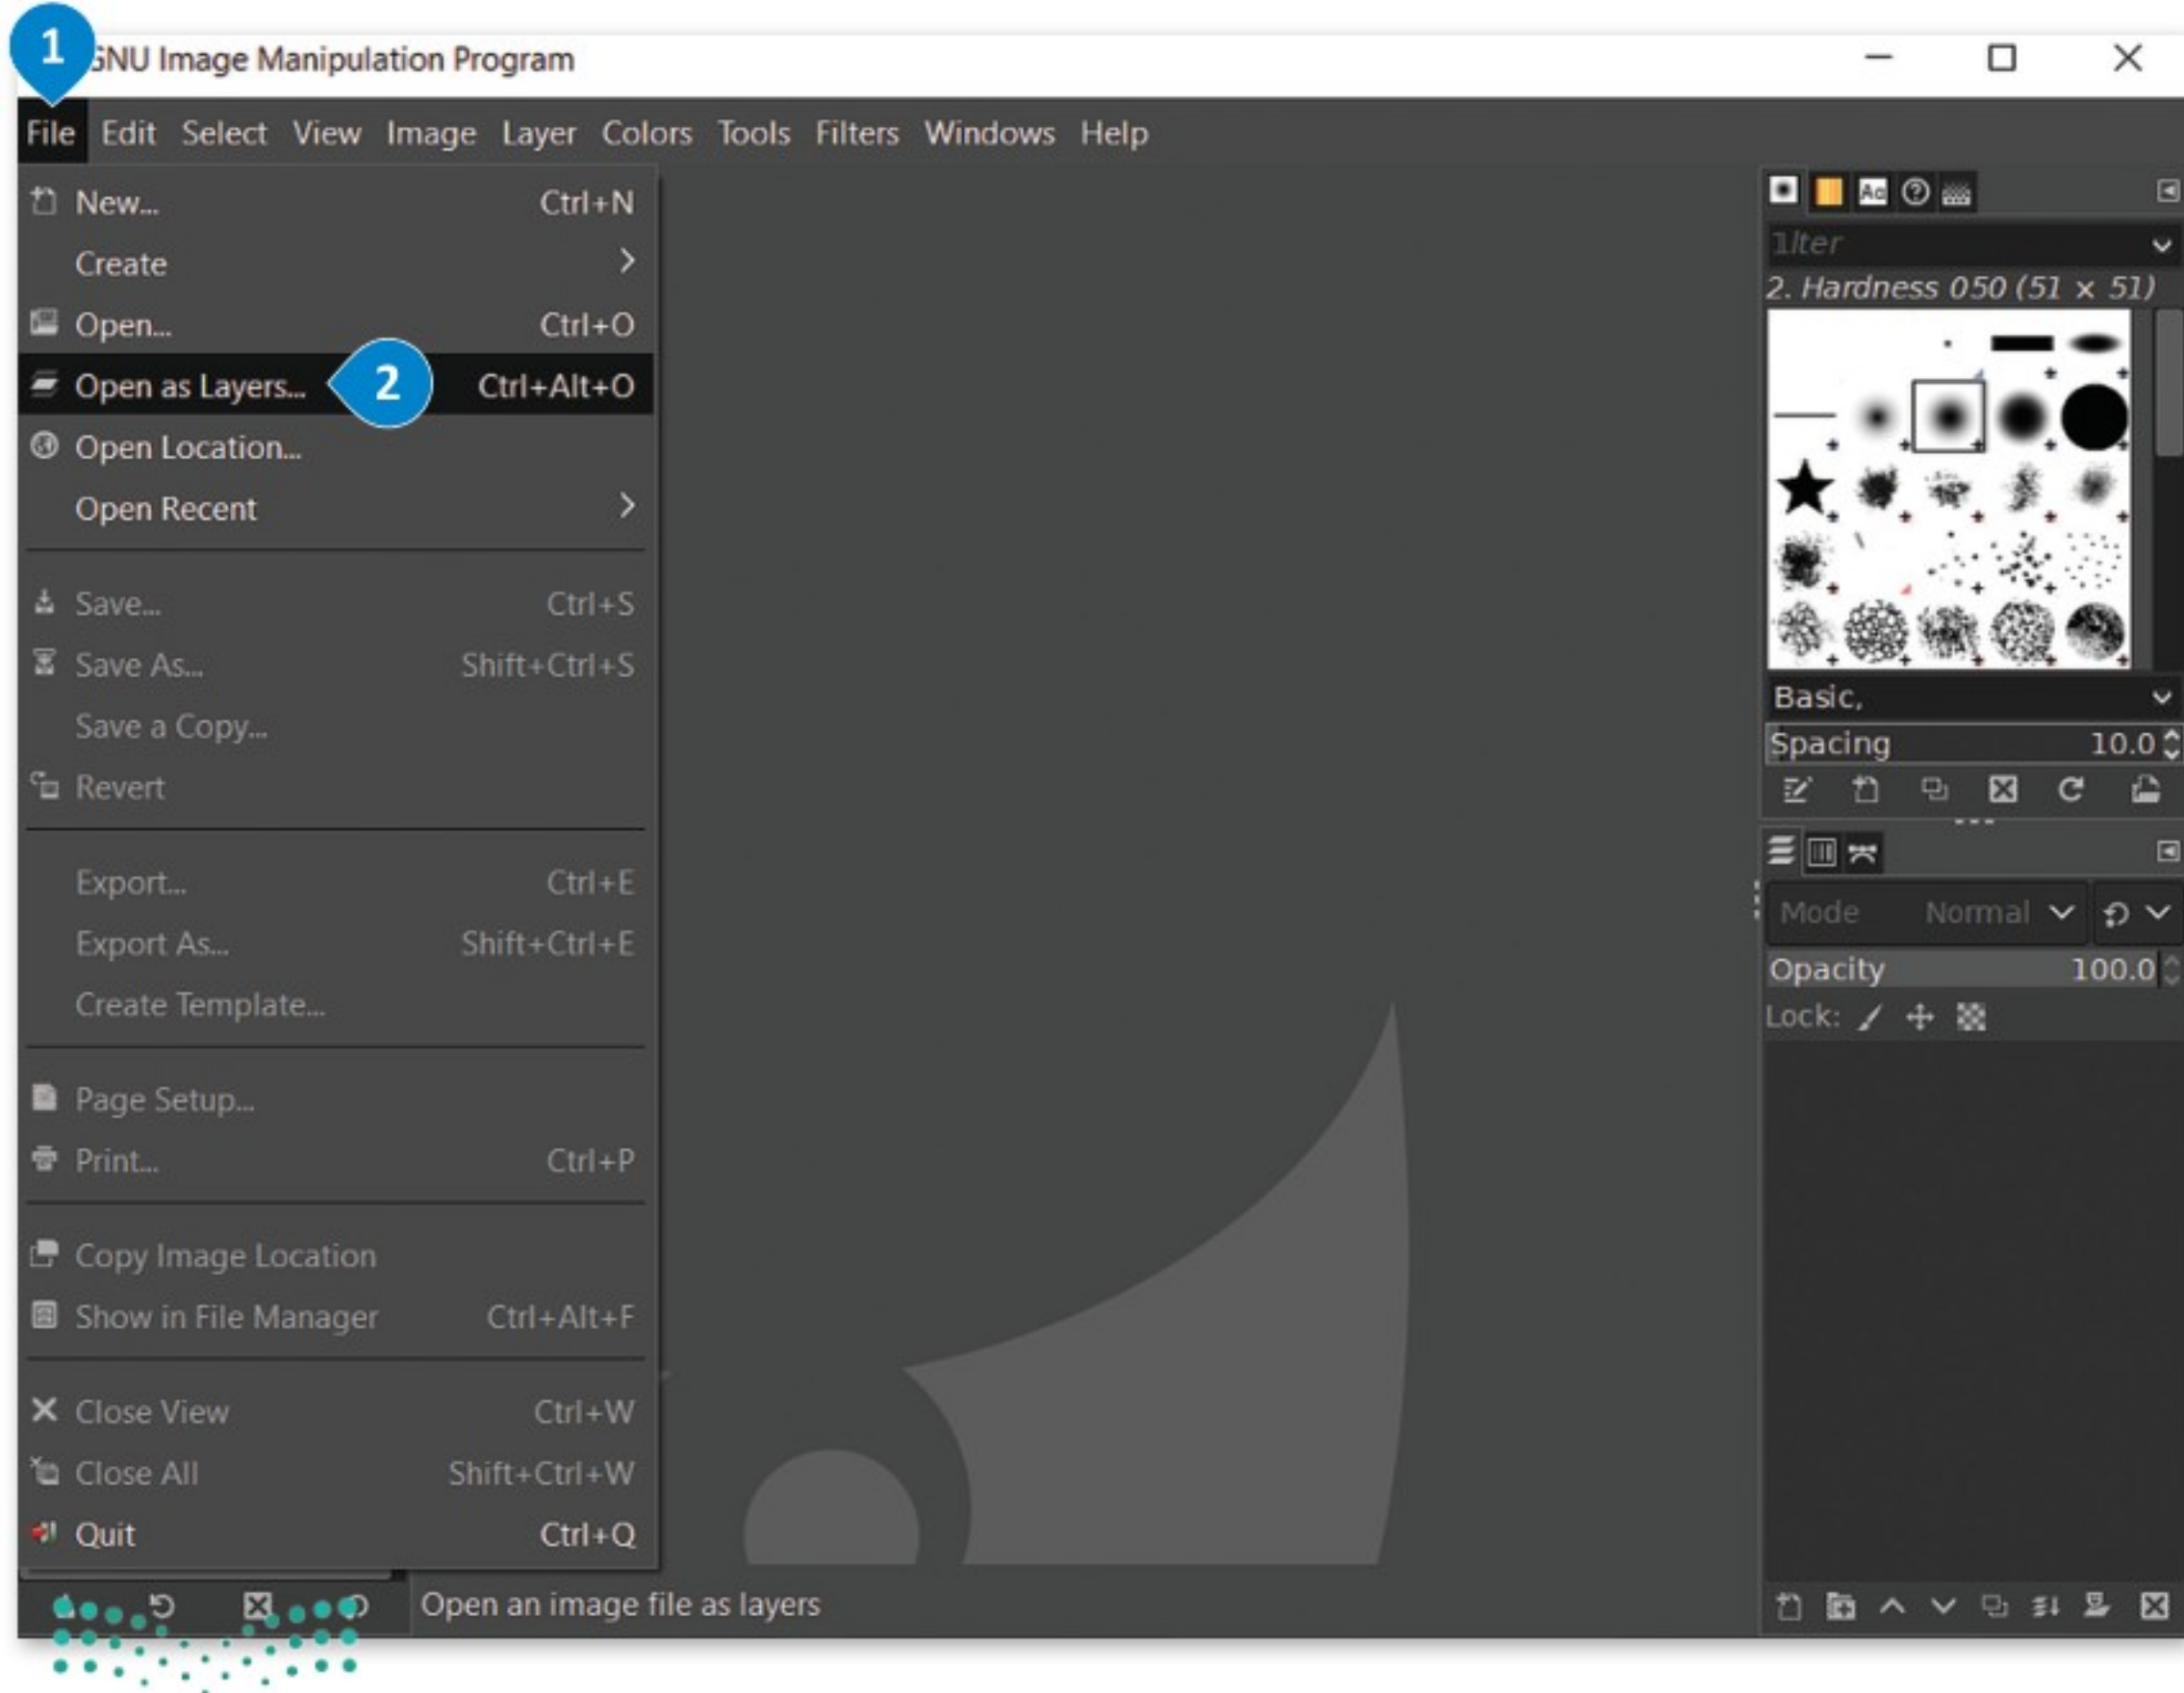 1
GNU Image Manipulation Program
File Edit Select View Image Layer Colors Tools Filters Windows Help
New... Ctrl+N
Create
Open... Ctrl+O
Open as Layers... 2 Ctrl+Alt+O
Open Location...
Open Recent
Save... Ctrl+S
Save As... Shift+Ctrl+S
Save a Copy...
Revert
Export... Ctrl+E
Export As... Shift+Ctrl+E
Create Template...
Page Setup...
Print... Ctrl+P
Copy Image Location
Show in File Manager Ctrl+Alt+F
Close View Ctrl+W
Close All Shift+Ctrl+W
Quit Ctrl+Q
Open an image file as layers
2. Hardness 050 (51 × 51)
Basic,
Spacing 10.0
Mode Normal
Opacity 100.0
Lock: